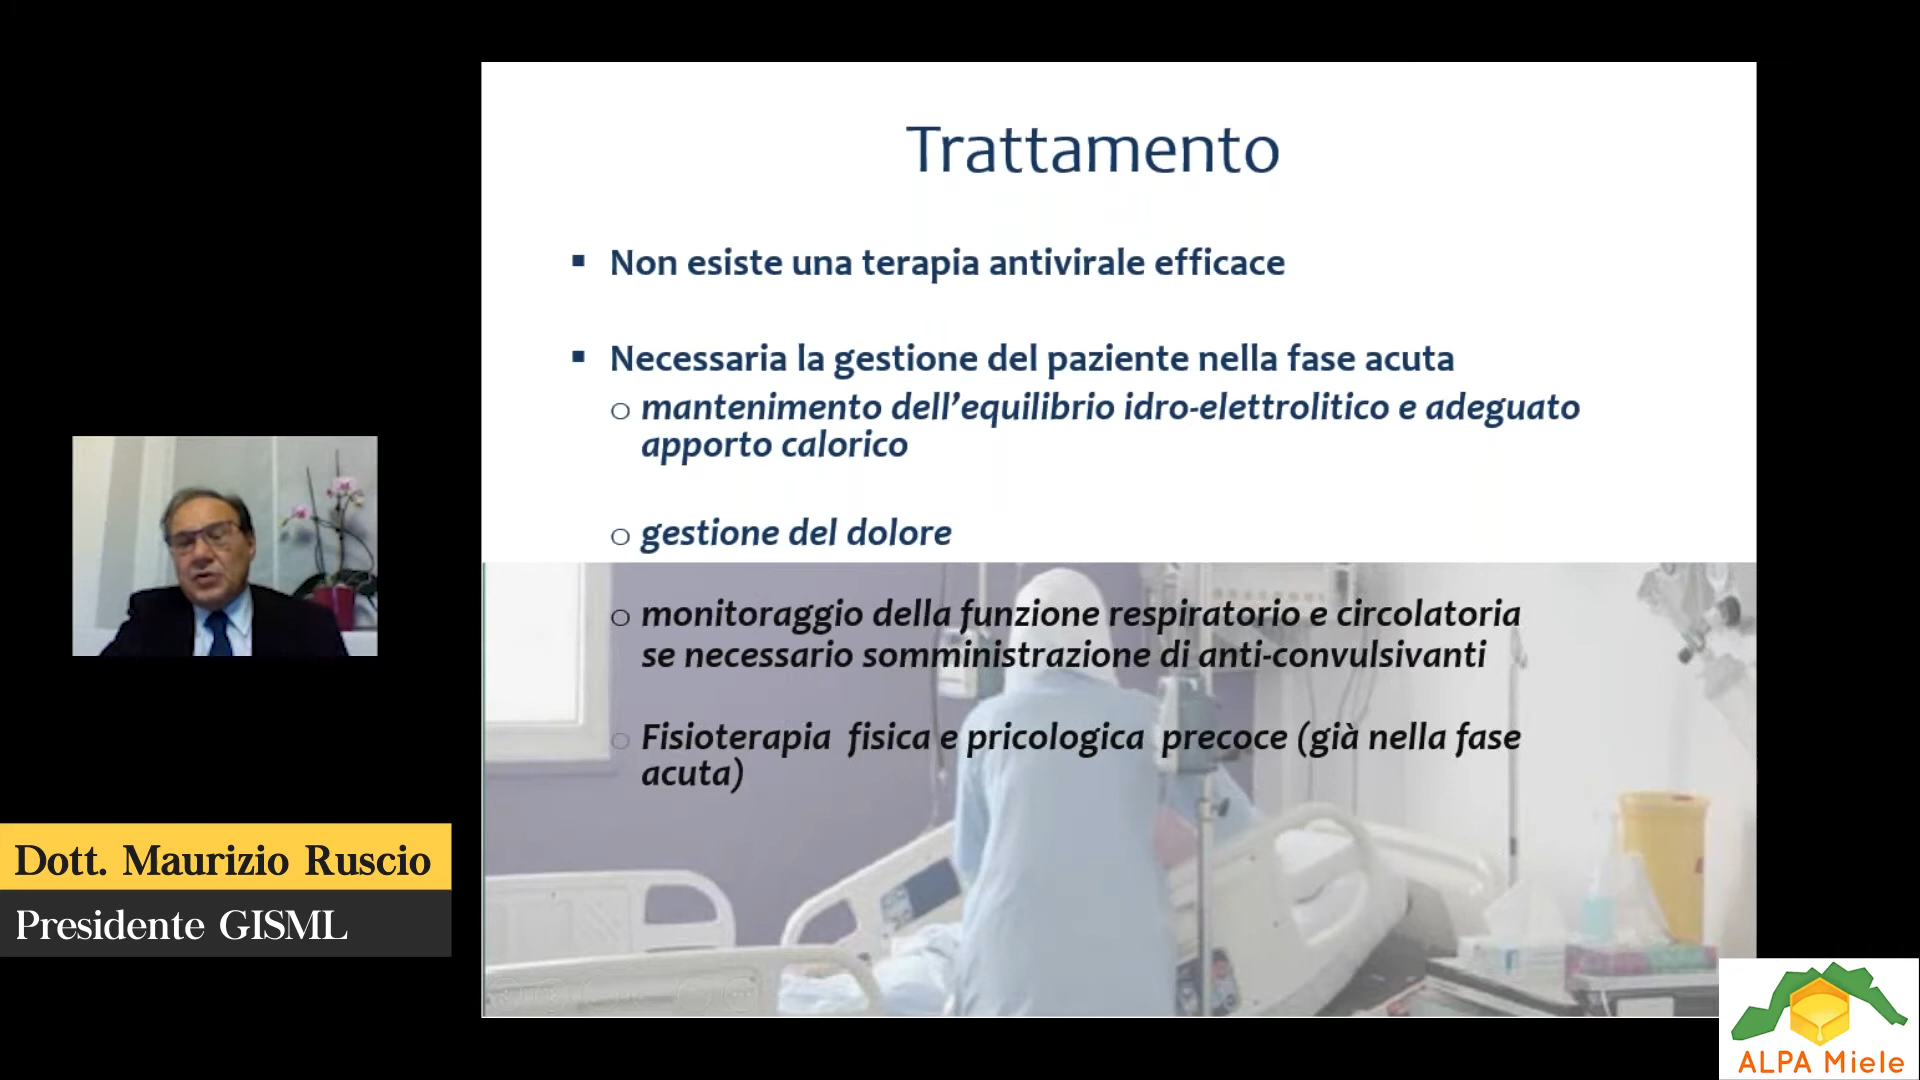 Trattamento
▪ Non esiste una terapia antivirale efficace
▪ Necessaria la gestione del paziente nella fase acuta
o mantenimento dell’equilibrio idro-elettrolitico e adeguato
apporto calorico
o gestione del dolore
o monitoraggio della funzione respiratorio e circolatoria
se necessario somministrazione di anti-convulsivanti
o Fisioterapia fisica e pricologica precoce (già nella fase
acuta)
Dott. Maurizio Ruscio
Presidente GISML
ALPA Miele